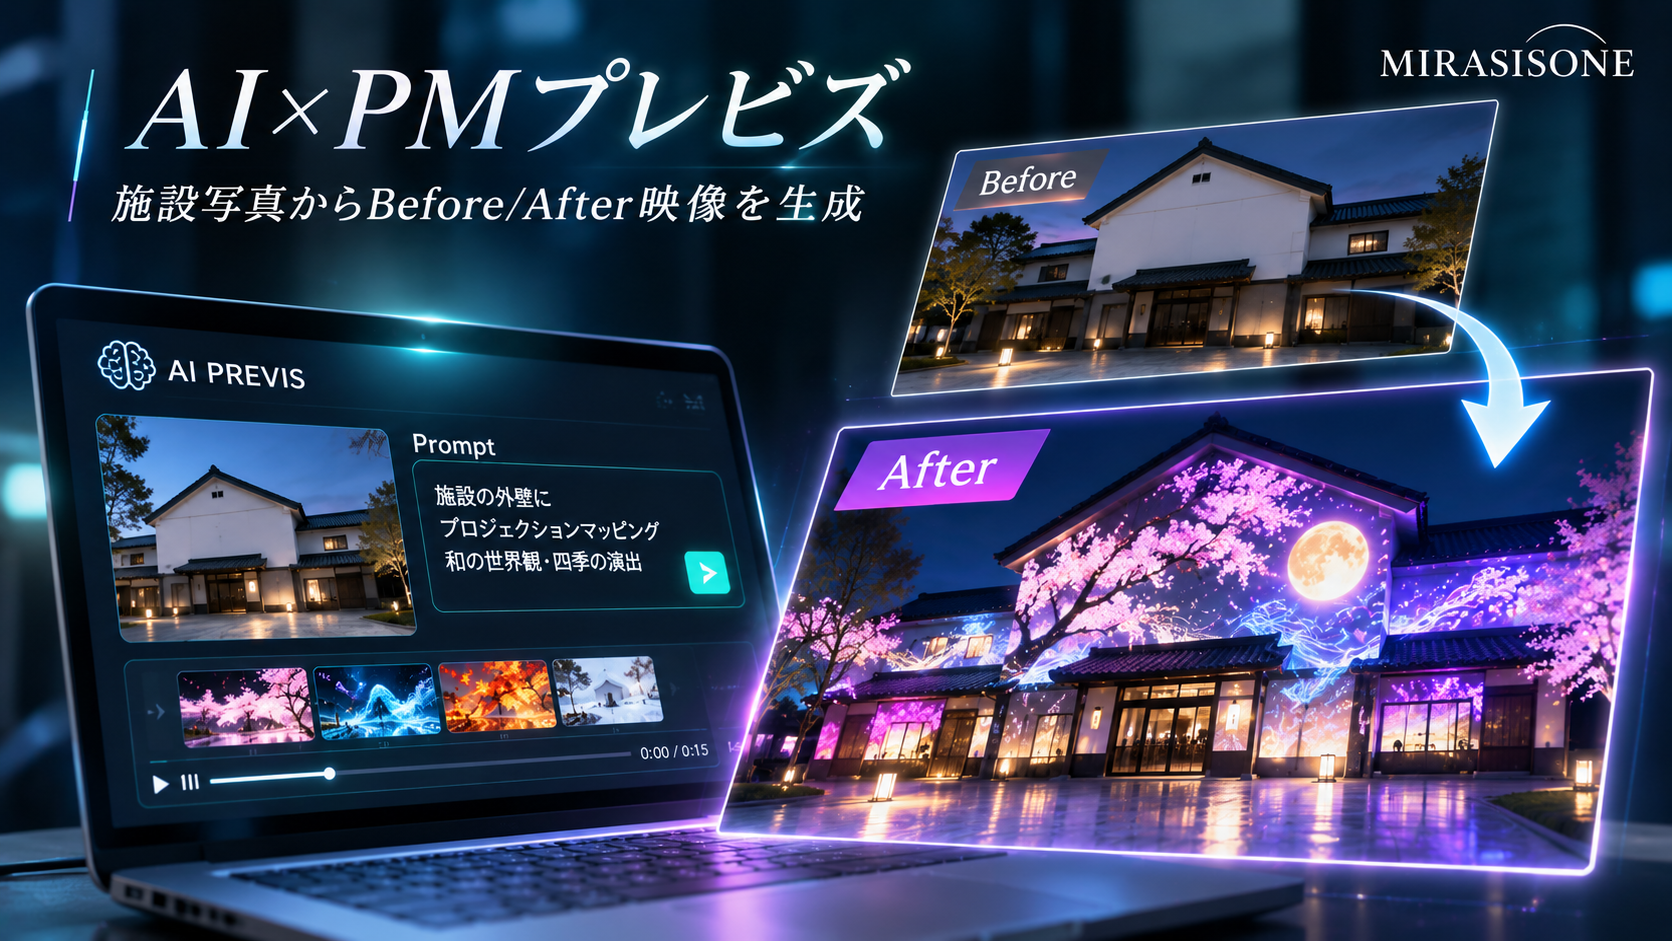 AI×PMプレビズ
施設写真からBefore/After映像を生成
MIRASISONE
Before
After
AI PREVIS
Prompt
施設の外壁に
プロジェクションマッピング
和の世界観・四季の演出
0:00 / 0:15